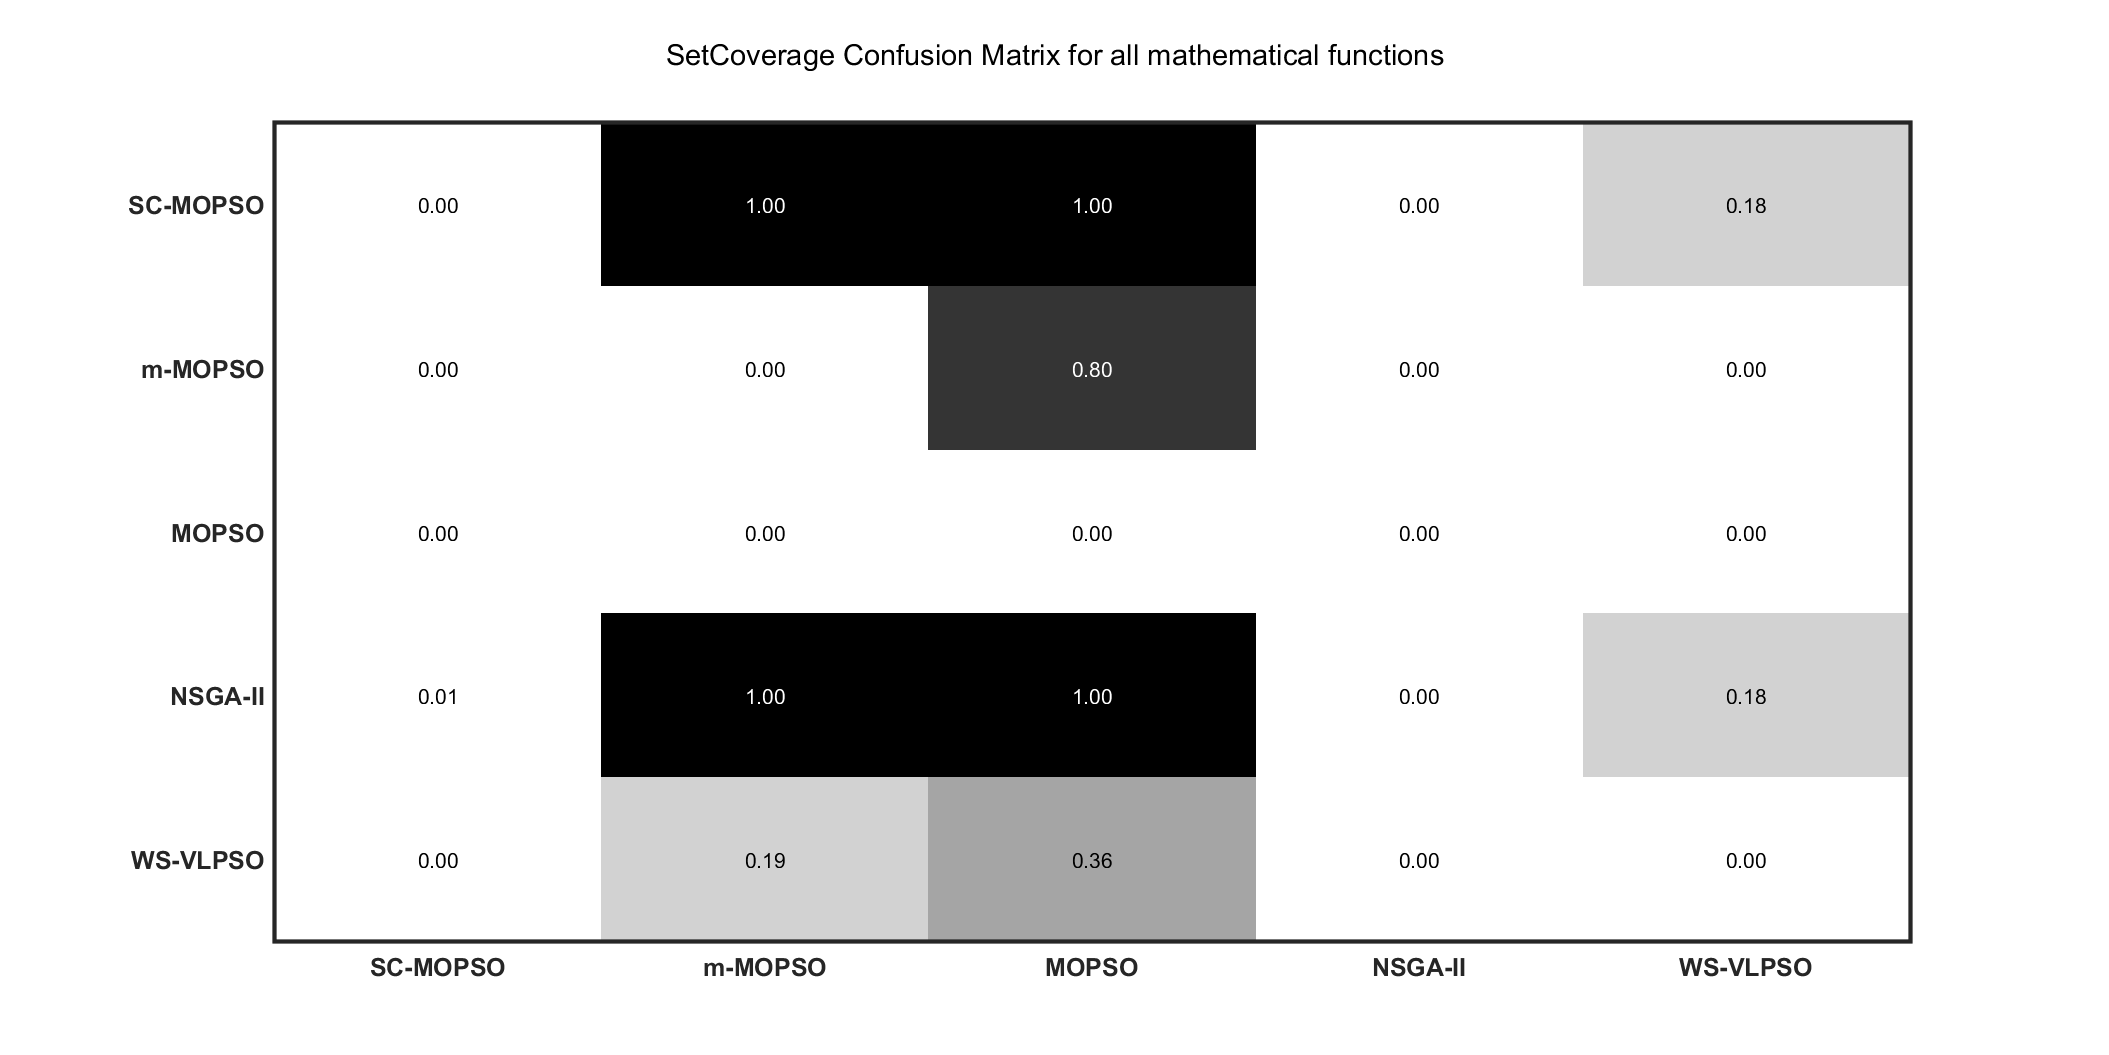 SetCoverage Confusion Matrix for all mathematical functions
SC-MOPSO 0.00 1.00 1.00 0.00 0.18
m-MOPSO 0.00 0.00 0.80 0.00 0.00
MOPSO 0.00 0.00 0.00 0.00 0.00
NSGA-II 0.01 1.00 1.00 0.00 0.18
WS-VLPSO 0.00 0.19 0.36 0.00 0.00
SC-MOPSO m-MOPSO MOPSO NSGA-II WS-VLPSO